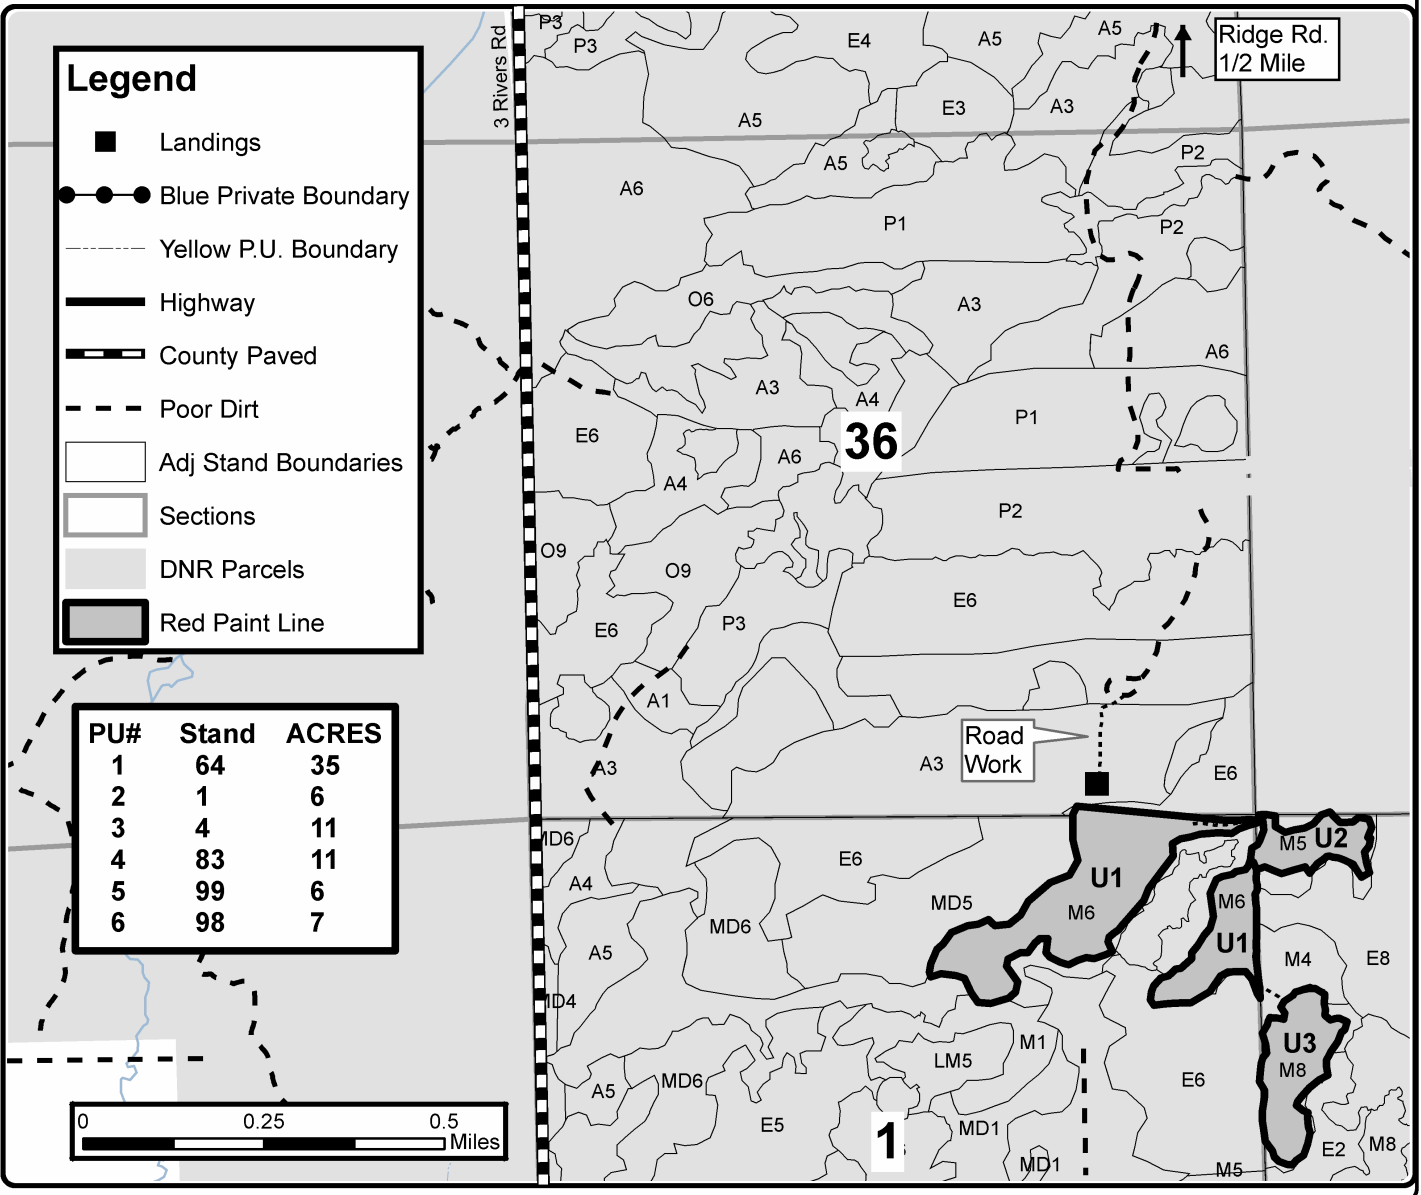 Legend
Landings
Blue Private Boundary
Yellow P.U. Boundary
Highway
County Paved
Poor Dirt
Adj Stand Boundaries
Sections
DNR Parcels
Red Paint Line
PU# Stand ACRES
1 64 35
2 1 6
3 4 11
4 83 11
5 99 6
6 98 7
0 0.25 0.5
Miles
3 Rivers Rd
Ridge Rd.
1/2 Mile
P3
P3
E4
A5
A5
A5
E3
A3
A5
P2
A6
P1
P2
O6
A3
A6
A3
A4
P1
E6
36
A6
A4
P2
O9
O9
E6
E6
P3
A1
Road
Work
A3
A3
E6
MD6
E6
A4
MD5
MD6
A5
MD4
U1
M6
M5 U2
M6
U1
M4
E8
U3
M8
M1
LM5
MD6
A5
E5
1
MD1
MD1
E6
E2
M8
M5